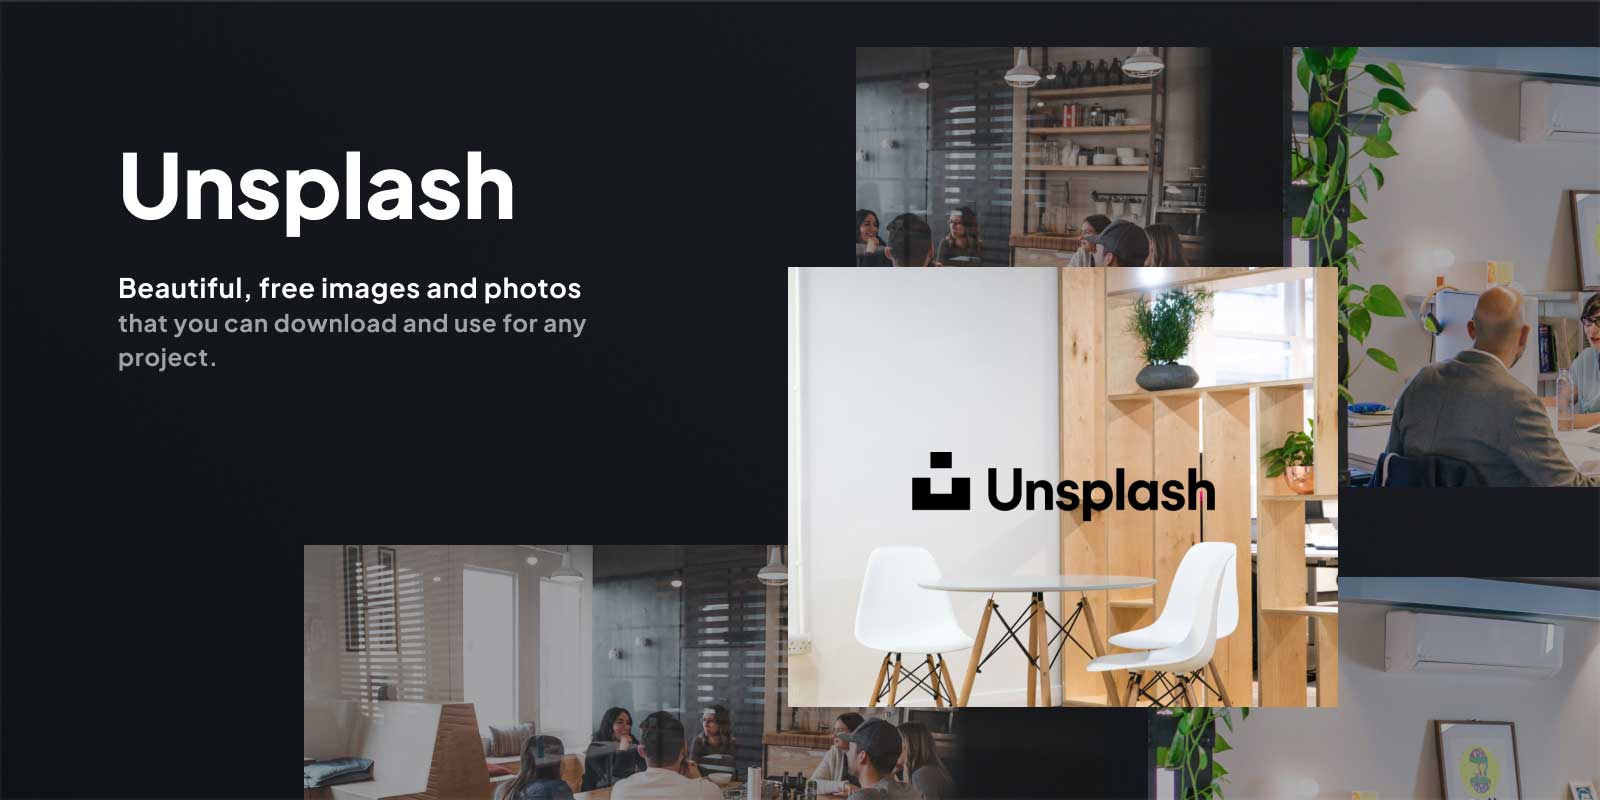 Unsplash
Beautiful, free images and photos
that you can download and use for any
project.
Unsplash